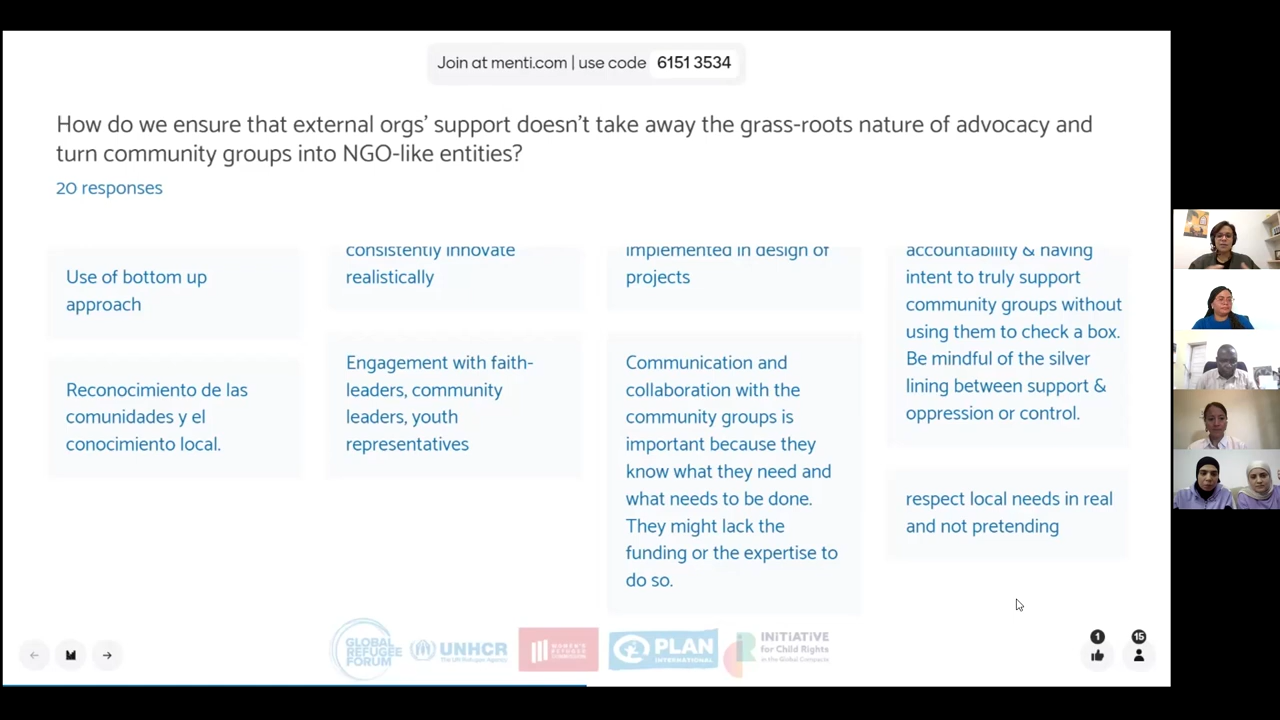 Join at menti.com | use code 6151 3534
How do we ensure that external orgs' support doesn't take away the grass-roots nature of advocacy and
turn community groups into NGO-like entities?
20 responses
Use of bottom up
approach
Reconocimiento de las
comunidades y el
conocimiento local.
consistently innovate
realistically
Engagement with faith-
leaders, community
leaders, youth
representatives
implemented in design of
projects
Communication and
collaboration with the
community groups is
important because they
know what they need and
what needs to be done.
They might lack the
funding or the expertise to
do so.
accountability & having
intent to truly support
community groups without
using them to check a box.
Be mindful of the silver
lining between support &
oppression or control.
respect local needs in real
and not pretending
GLOBAL
REFUGEE
FORUM
UNHCR
The UN Refugee Agency
WOMEN'S
REFUGEE
COMMISSION
PLAN
INTERNATIONAL
INITIATIVE
for Child Rights
in the Global Compacts
1
15